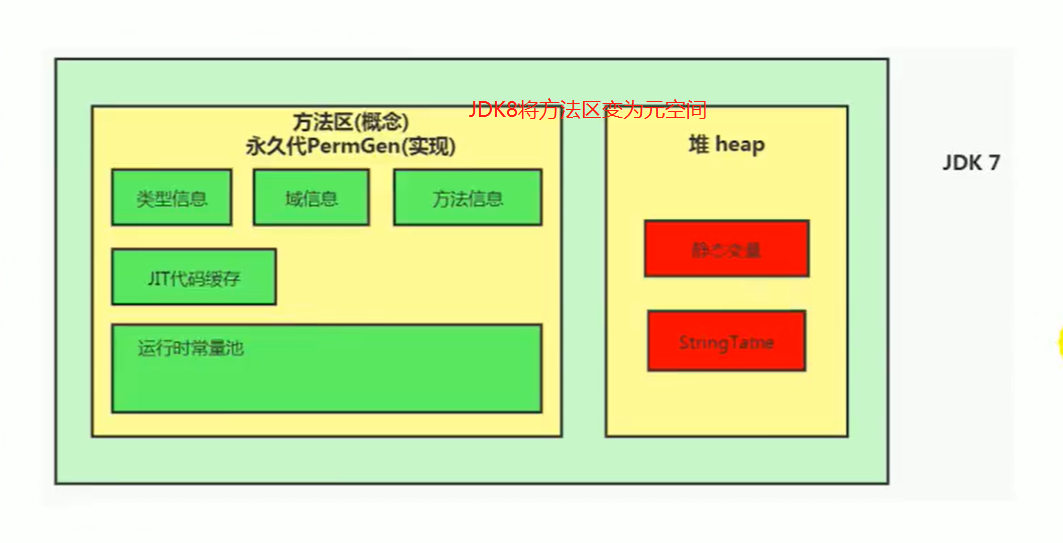 JDK8将方法区变为元空间
方法区(概念)
永久代PermGen(实现)
堆 heap
JDK 7
类型信息
域信息
方法信息
静态变量
JIT代码缓存
运行时常量池